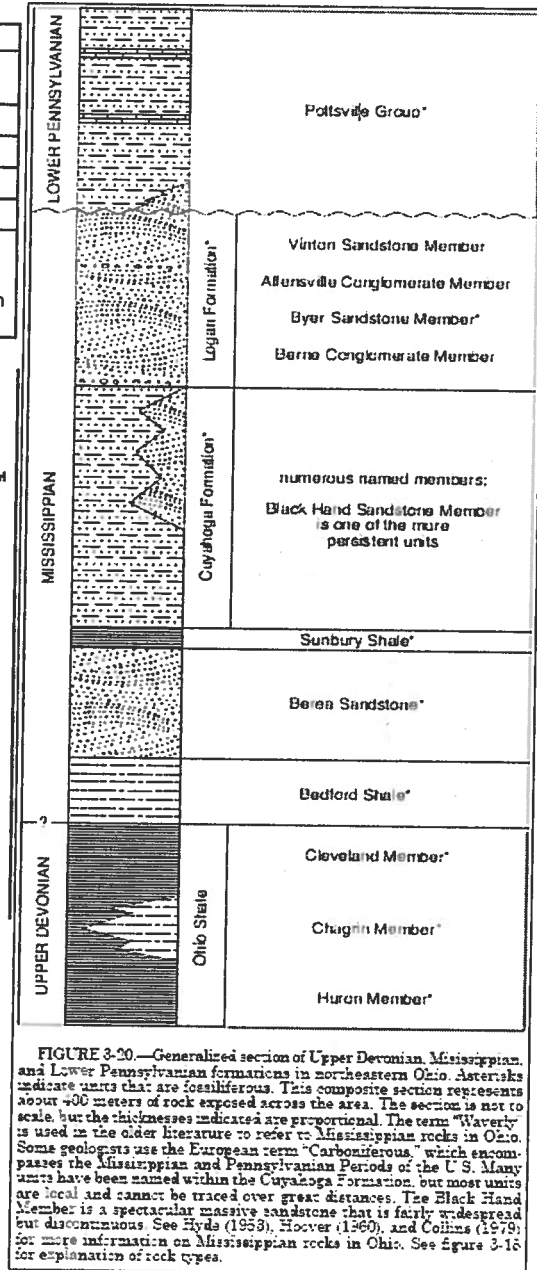 LOWER PENNSYLVANIAN
Pottsville Group*
MISSISSIPPIAN
Logan Formation*
Vinton Sandstone Member
Allensville Conglomerate Member
Byer Sandstone Member*
Berne Conglomerate Member
Cuyahoga Formation*
numerous named members;
Black Hand Sandstone Member
is one of the more
persistent units
Sunbury Shale*
Berea Sandstone*
Bedford Shale*
?
UPPER DEVONIAN
Ohio Shale
Cleveland Member*
Chagrin Member*
Huron Member*
FIGURE 3-20.—Generalized section of Upper Devonian, Mississippian,
and Lower Pennsylvanian formations in northeastern Ohio. Asterisks
indicate units that are fossiliferous. This composite section represents
about 400 meters of rock exposed across the area. The section is not to
scale, but the thicknesses indicated are proportional. The term "Waverly"
is used in the older literature to refer to Mississippian rocks in Ohio.
Some geologists use the European term "Carboniferous," which encom-
passes the Mississippian and Pennsylvanian Periods of the U.S. Many
units have been named within the Cuyahoga Formation, but most units
are local and cannot be traced over great distances. The Black Hand
Member is a spectacular massive sandstone that is fairly widespread
but discontinuous. See Hyde (1953), Hoover (1960), and Collins (1979)
for more information on Mississippian rocks in Ohio. See figure 3-16
for explanation of rock types.